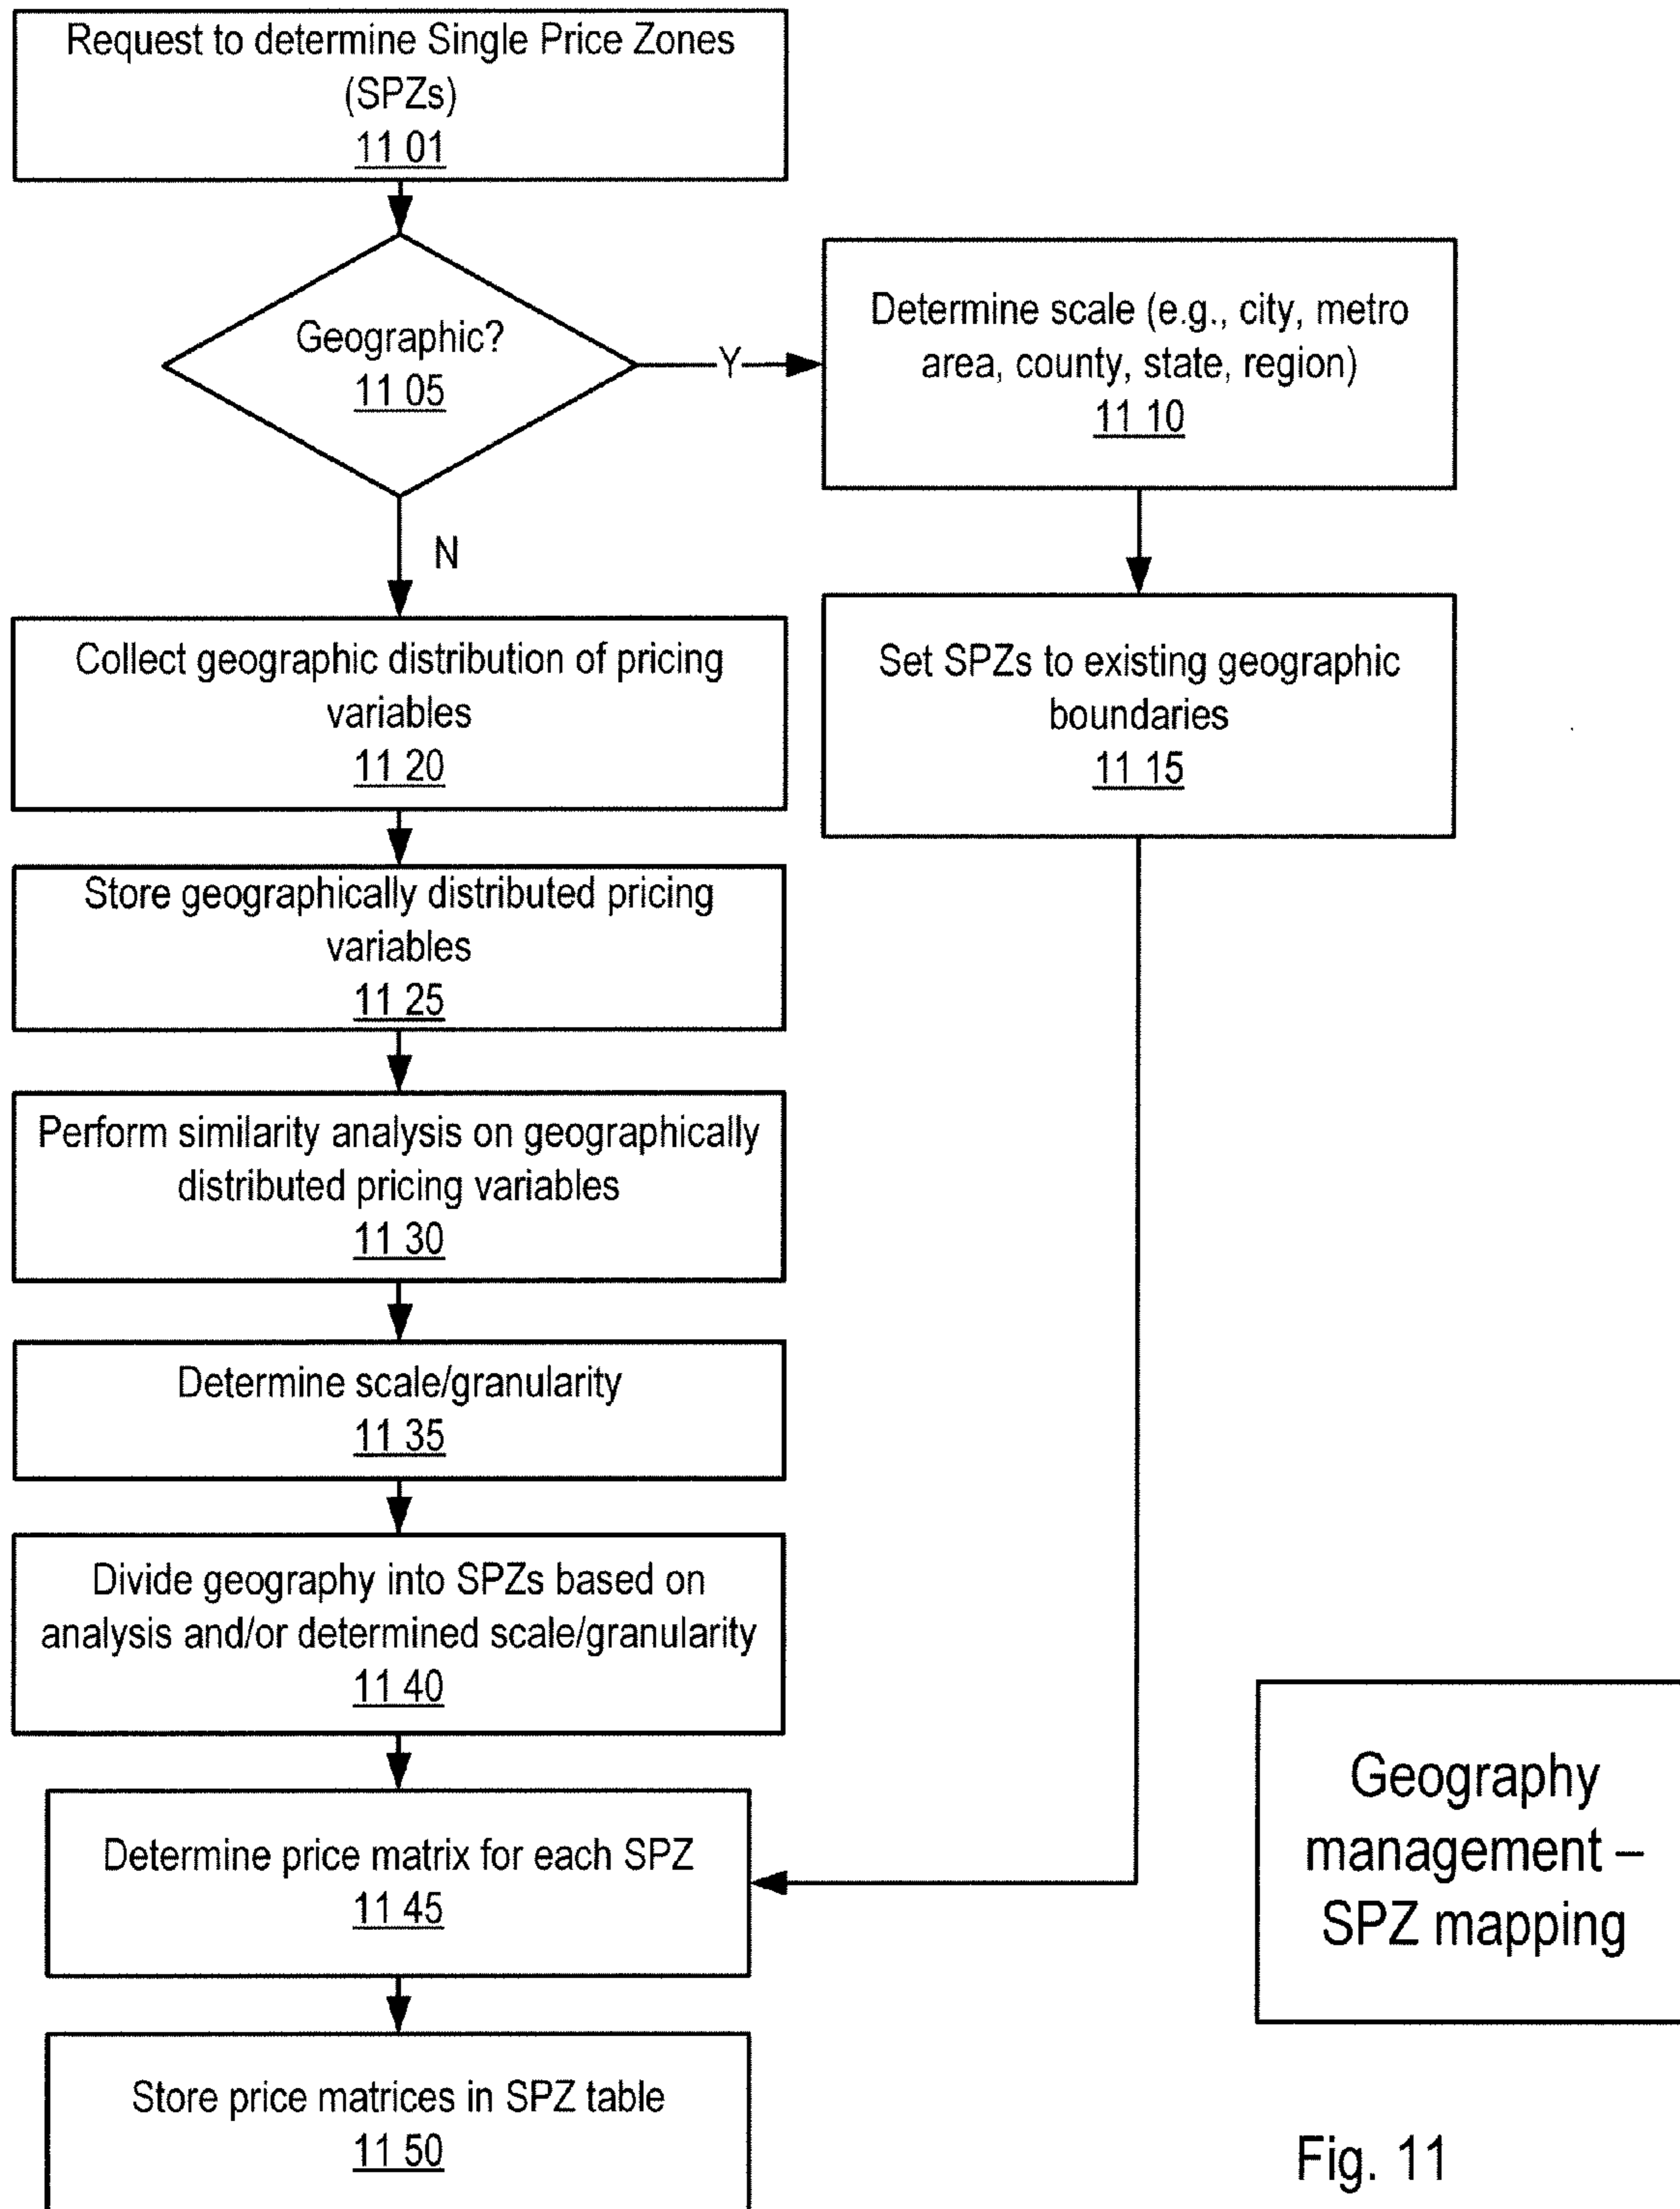 Request to determine Single Price Zones
(SPZs)
11 01
Geographic?
11 05
Y
Determine scale (e.g., city, metro
area, county, state, region)
11 10
N
Collect geographic distribution of pricing
variables
11 20
Set SPZs to existing geographic
boundaries
11 15
Store geographically distributed pricing
variables
11 25
Perform similarity analysis on geographically
distributed pricing variables
11 30
Determine scale/granularity
11 35
Divide geography into SPZs based on
analysis and/or determined scale/granularity
11 40
Determine price matrix for each SPZ
11 45
Store price matrices in SPZ table
11 50
Geography
management –
SPZ mapping
Fig. 11